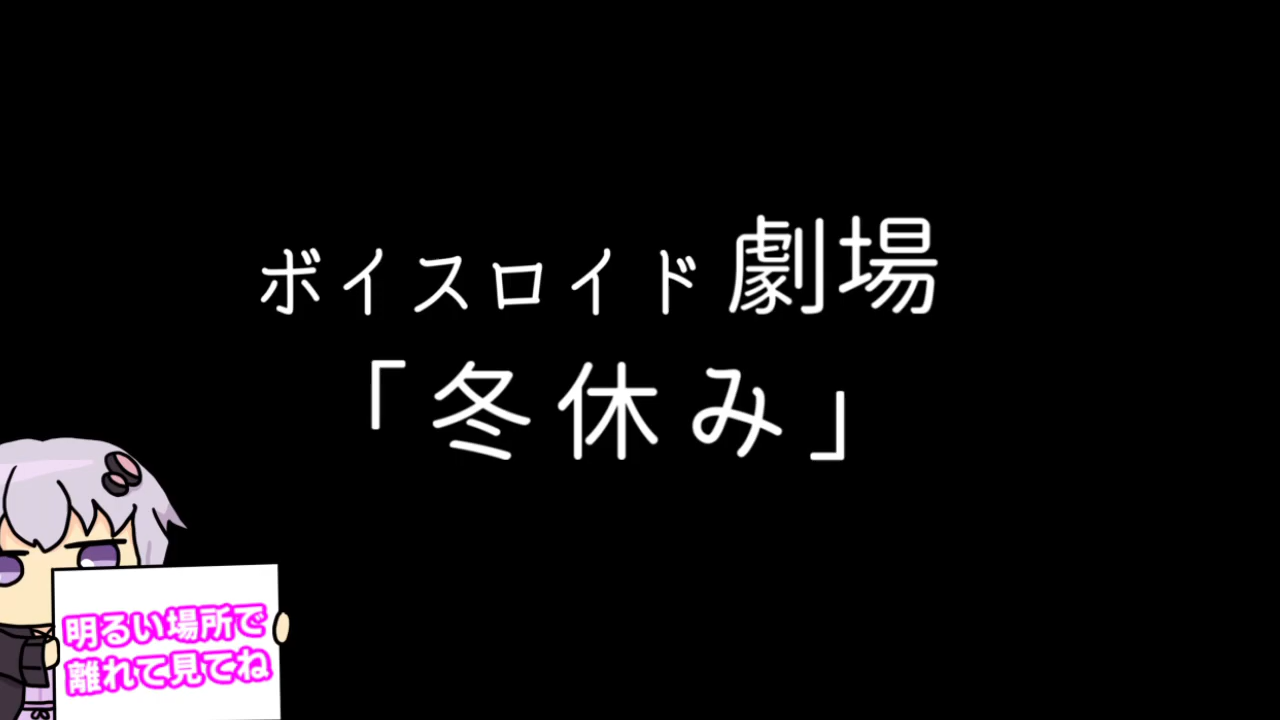 ボイスロイド劇場
「冬休み」
明るい場所で
離れて見てね